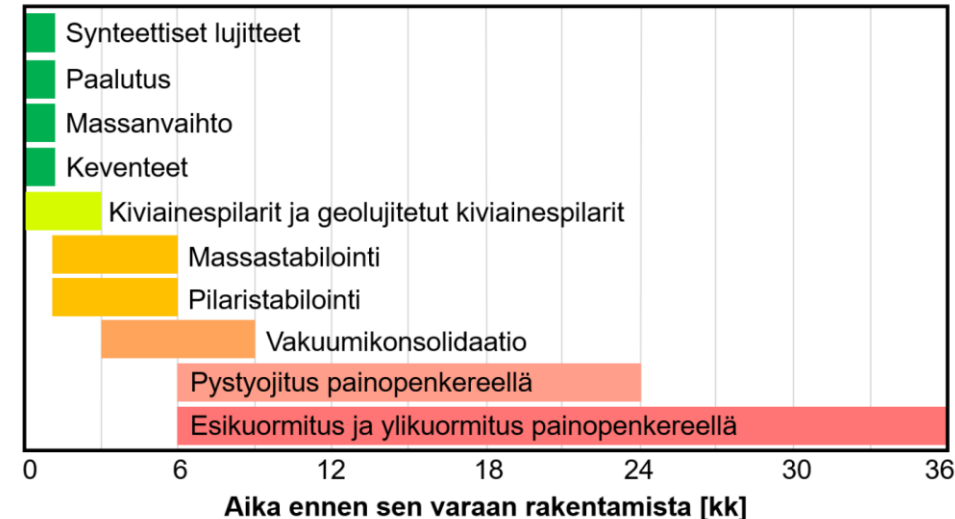 Synteettiset lujitteet
Paalutus
Massanvaihto
Keventeet
Kiviainespilarit ja geolujitetut kiviainespilarit
Massastabilointi
Pilaristabilointi
Vakuumikonsolidaatio
Pystyojitus painopenkereellä
Esikuormitus ja ylikuormitus painopenkereellä
0 6 12 18 24 30 36
Aika ennen sen varaan rakentamista [kk]